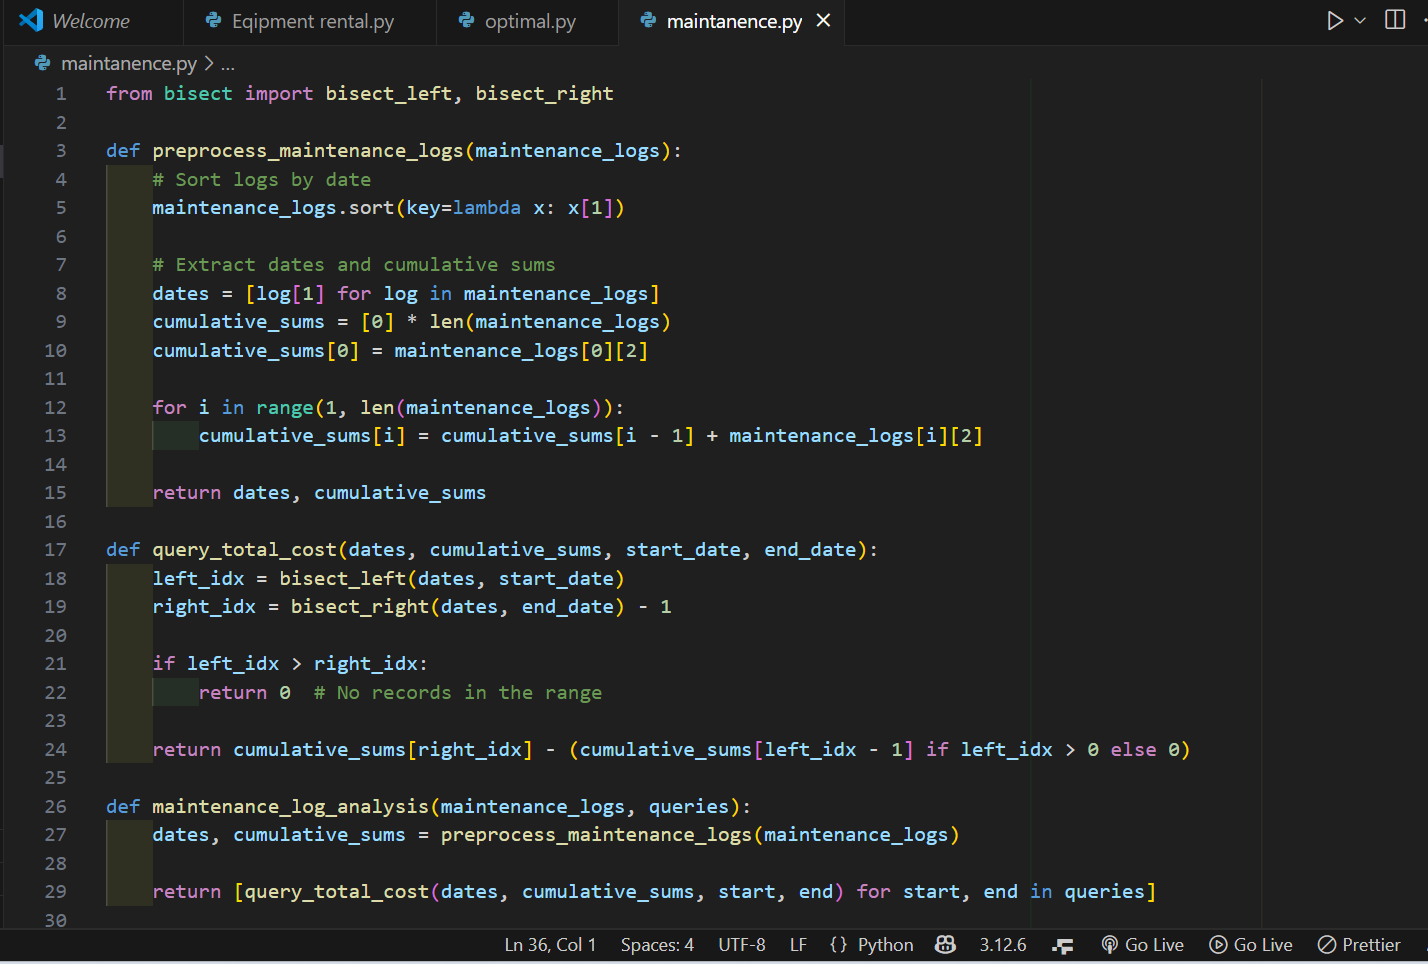 Welcome Eqipment rental.py optimal.py maintanence.py
maintanence.py > ...
1 from bisect import bisect_left, bisect_right
2
3 def preprocess_maintenance_logs(maintenance_logs):
4     # Sort logs by date
5     maintenance_logs.sort(key=lambda x: x[1])
6
7     # Extract dates and cumulative sums
8     dates = [log[1] for log in maintenance_logs]
9     cumulative_sums = [0] * len(maintenance_logs)
10     cumulative_sums[0] = maintenance_logs[0][2]
11
12     for i in range(1, len(maintenance_logs)):
13         cumulative_sums[i] = cumulative_sums[i - 1] + maintenance_logs[i][2]
14
15     return dates, cumulative_sums
16
17 def query_total_cost(dates, cumulative_sums, start_date, end_date):
18     left_idx = bisect_left(dates, start_date)
19     right_idx = bisect_right(dates, end_date) - 1
20
21     if left_idx > right_idx:
22         return 0  # No records in the range
23
24     return cumulative_sums[right_idx] - (cumulative_sums[left_idx - 1] if left_idx > 0 else 0)
25
26 def maintenance_log_analysis(maintenance_logs, queries):
27     dates, cumulative_sums = preprocess_maintenance_logs(maintenance_logs)
28
29     return [query_total_cost(dates, cumulative_sums, start, end) for start, end in queries]
30
Ln 36, Col 1 Spaces: 4 UTF-8 LF {} Python 3.12.6 Go Live Go Live Prettier